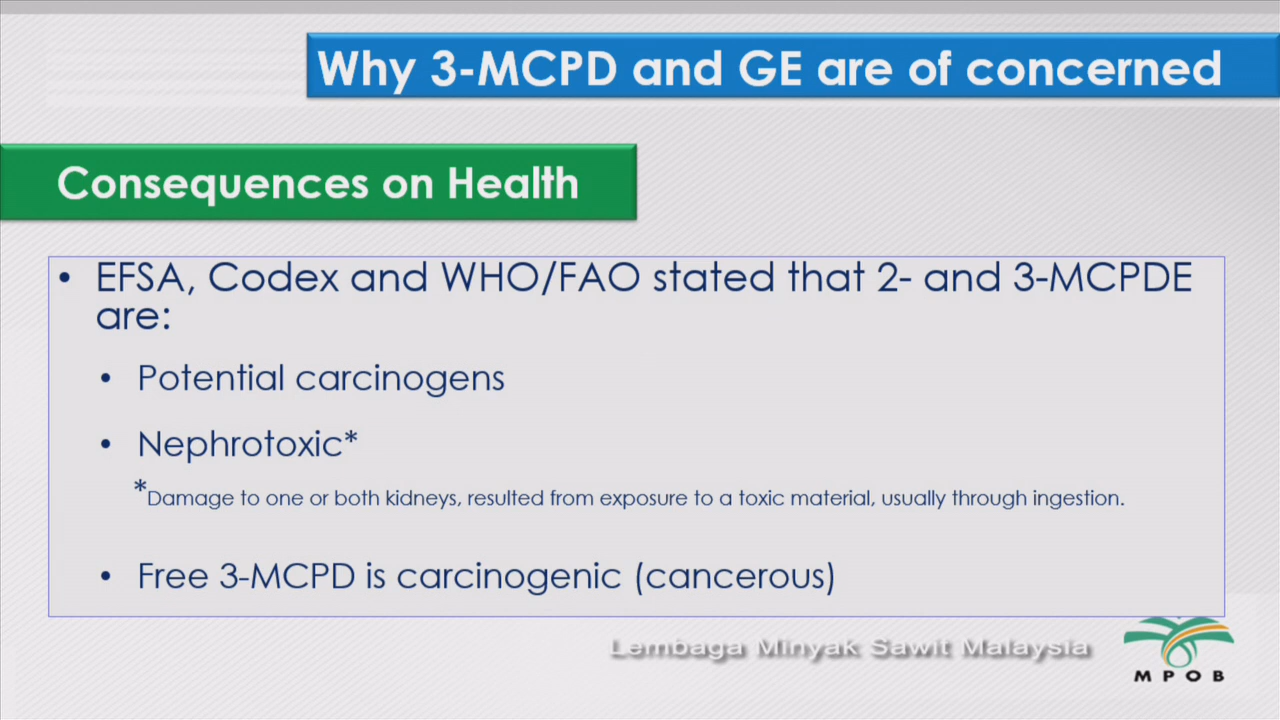 Why 3-MCPD and GE are of concerned
Consequences on Health
• EFSA, Codex and WHO/FAO stated that 2- and 3-MCPDE
are:
• Potential carcinogens
• Nephrotoxic*
*Damage to one or both kidneys, resulted from exposure to a toxic material, usually through ingestion.
• Free 3-MCPD is carcinogenic (cancerous)
Lembaga Minyak Sawit Malaysia
MPOB